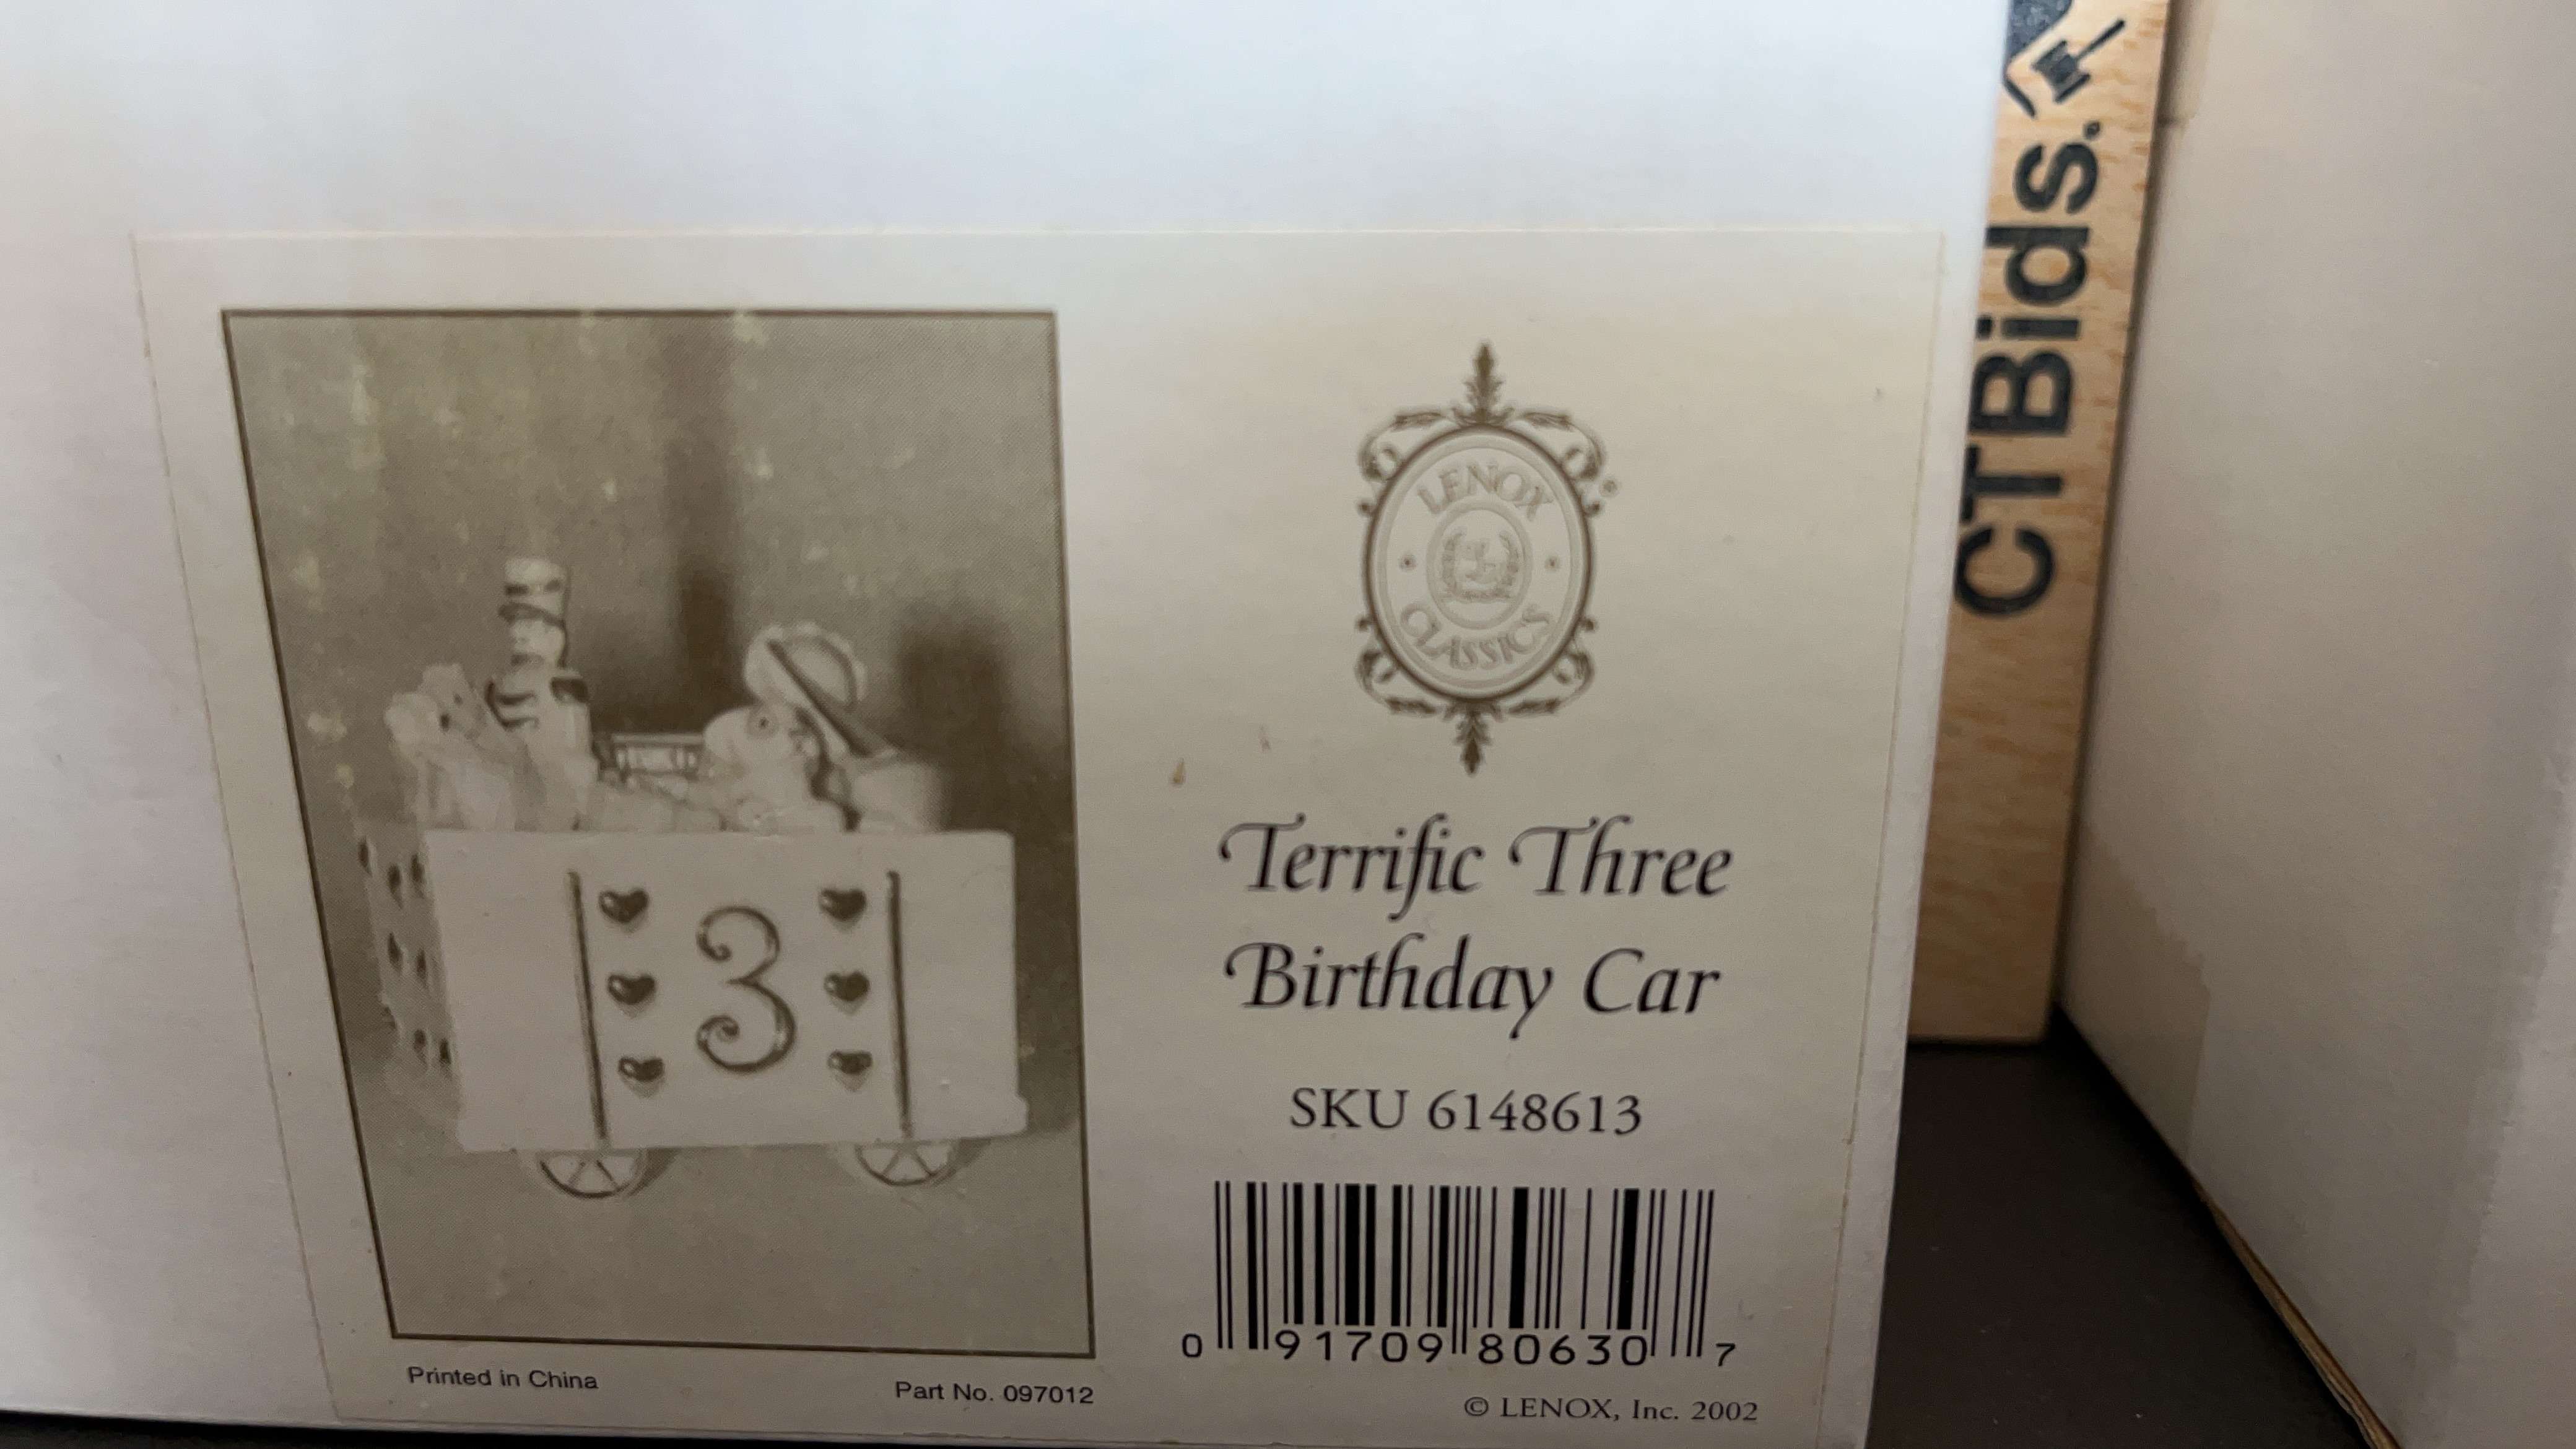 CTBids.
LENOX
CLASSICS
Terrific Three
Birthday Car
SKU 6148613
3
0 91709 80630 7
Printed in China
Part No. 097012
© LENOX, Inc. 2002